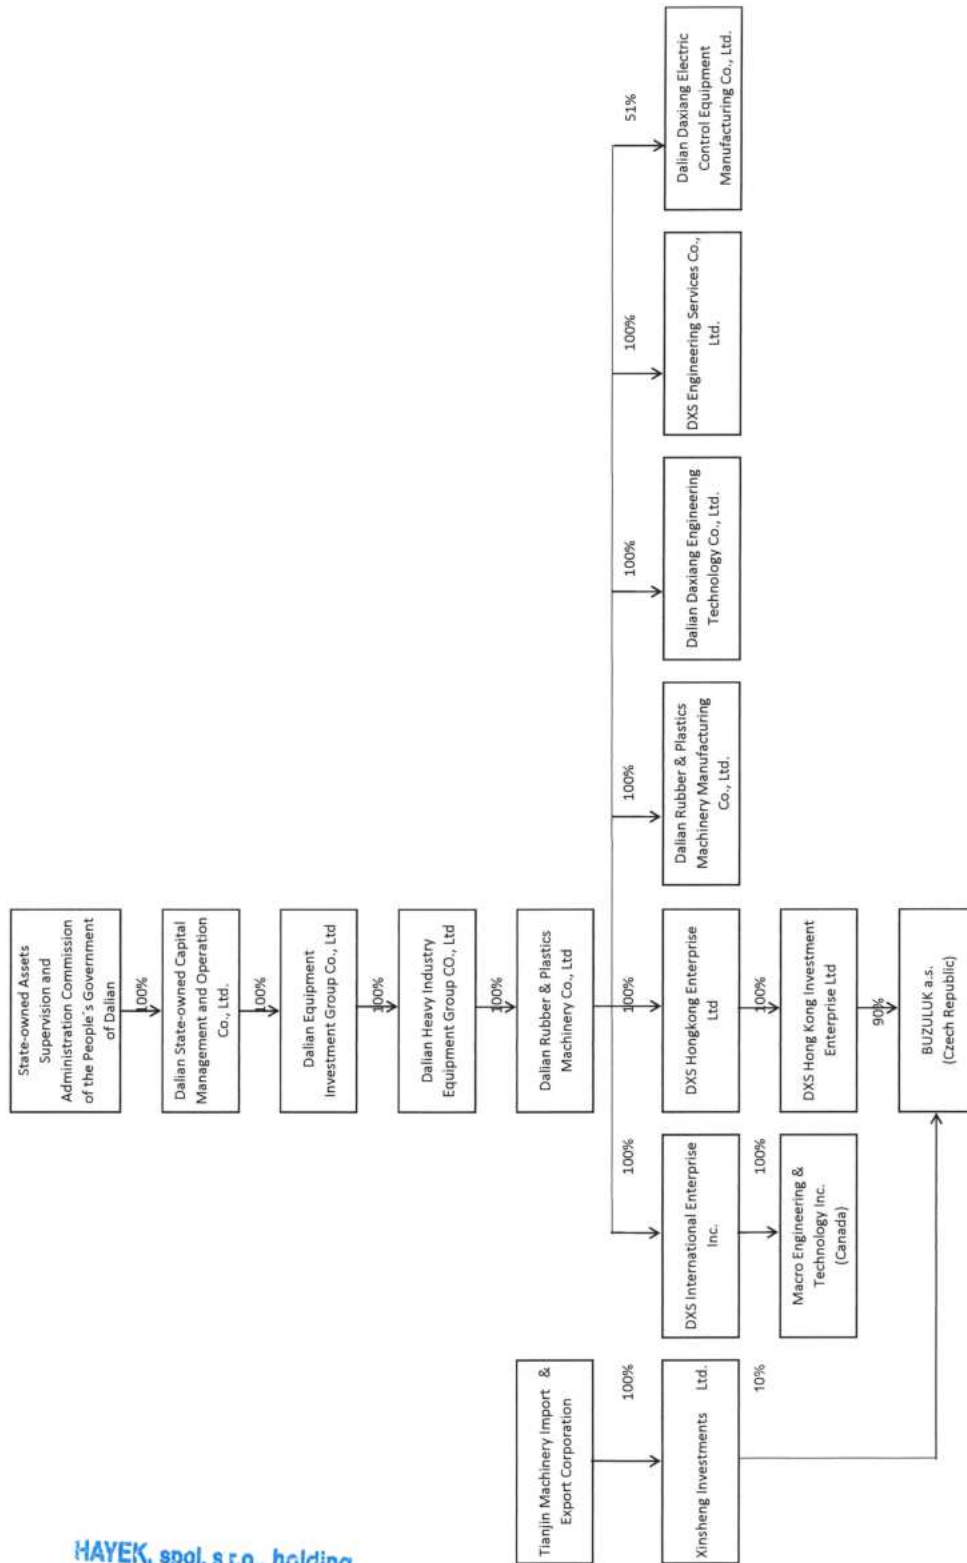 State-owned Assets
Supervision and
Administration Commission
of the People´s Government
of Dalian
100%
Dalian State-owned Capital
Management and Operation
Co., Ltd.
100%
Dalian Equipment
Investment Group Co., Ltd
100%
Dalian Heavy Industry
Equipment Group CO., Ltd
100%
Tianjin Machinery Import &
Export Corporation
Dalian Rubber & Plastics
Machinery Co., Ltd
100%
100%
100%
100%
100%
100%
51%
Xinsheng Investments Ltd.
DXS International Enterprise
Inc.
DXS Hongkong Enterprise
Ltd
Dalian Rubber & Plastics
Machinery Manufacturing
Co., Ltd.
Dalian Daxiang Engineering
Technology Co., Ltd.
DXS Engineering Services Co.,
Ltd.
Dalian Daxiang Electric
Control Equipment
Manufacturing Co., Ltd.
10%
100%
100%
Macro Engineering &
Technology Inc.
(Canada)
DXS Hong Kong Investment
Enterprise Ltd
90%
BUZULUK a.s.
(Czech Republic)
HAYEK, spol. s r.o., holding